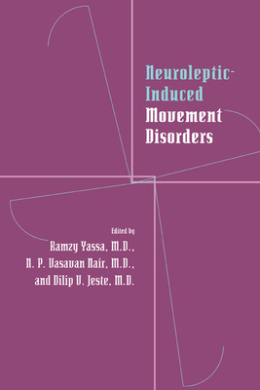 Neuroleptic-
Induced
Movement
Disorders
Edited by
Ramzy Yassa, M.D.,
N. P. Vasavan Nair, M.D.,
and Dilip V. Jeste, M.D.